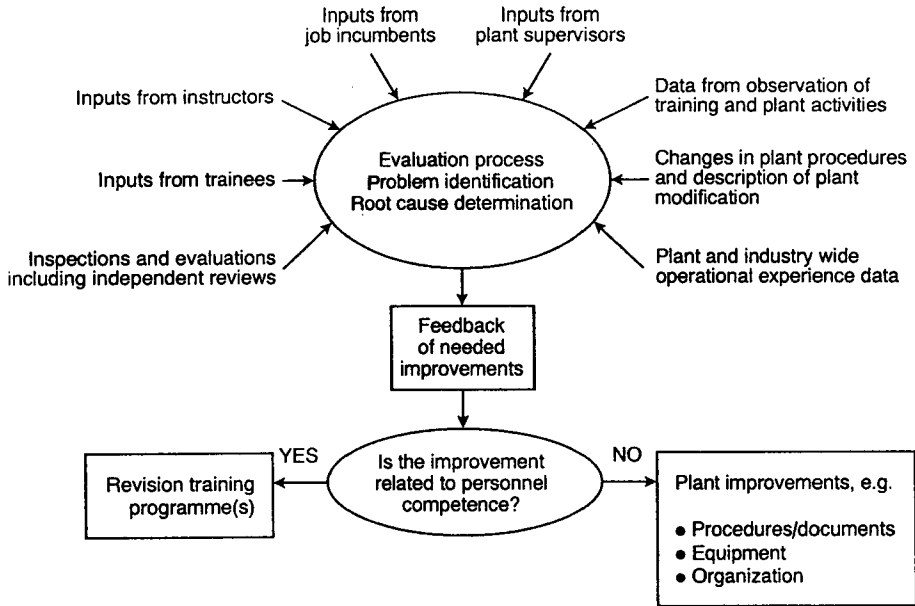 Inputs from
job incumbents
Inputs from
plant supervisors
Inputs from instructors
Data from observation of
training and plant activities
Inputs from trainees
Evaluation process
Problem identification
Root cause determination
Changes in plant procedures
and description of plant
modification
Inspections and evaluations
including independent reviews
Plant and industry wide
operational experience data
Feedback
of needed
improvements
YES
Is the improvement
related to personnel
competence?
NO
Revision training
programme(s)
Plant improvements, e.g.
● Procedures/documents
● Equipment
● Organization